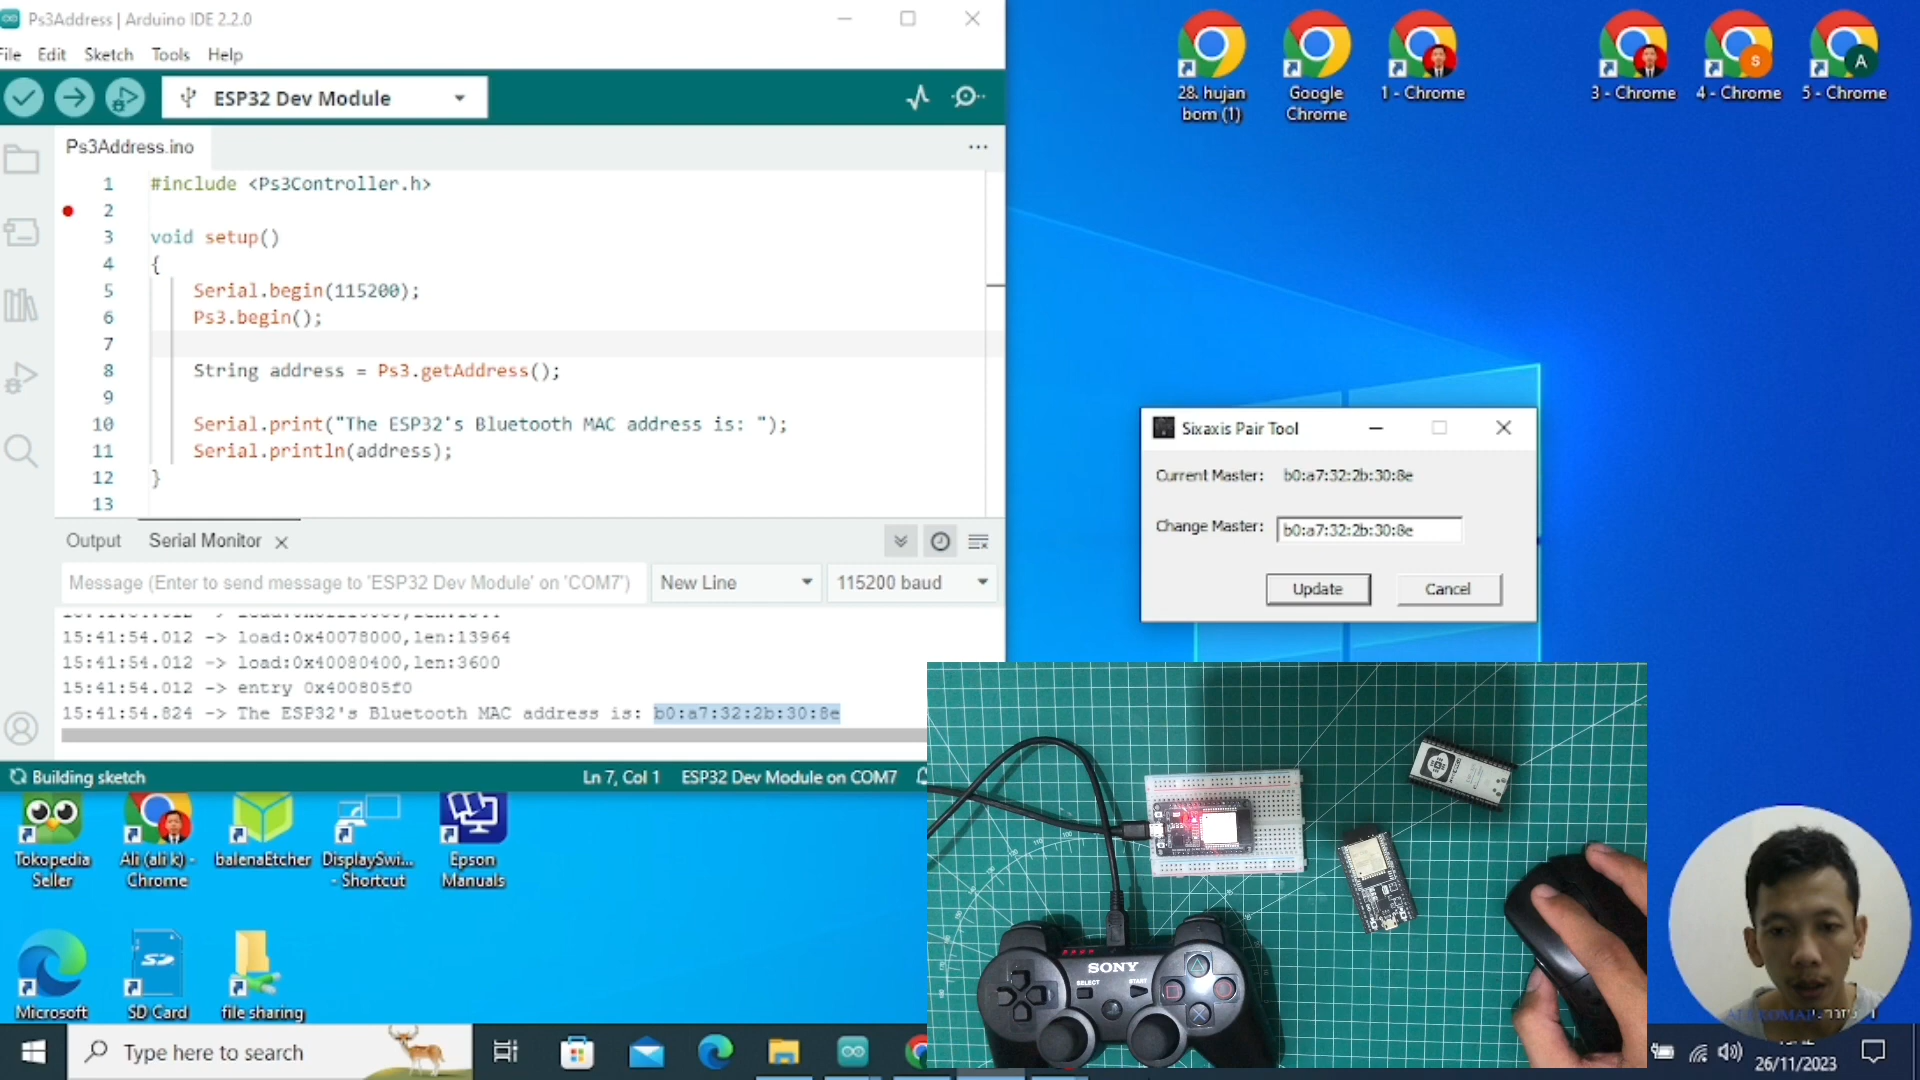 Ps3Address | Arduino IDE 2.2.0
File Edit Sketch Tools Help
ESP32 Dev Module
Ps3Address.ino
1 #include <Ps3Controller.h>
2
3 void setup()
4 {
5 Serial.begin(115200);
6 Ps3.begin();
7
8 String address = Ps3.getAddress();
9
10 Serial.print("The ESP32's Bluetooth MAC address is: ");
11 Serial.println(address);
12 }
13
Output Serial Monitor
Message (Enter to send message to 'ESP32 Dev Module' on 'COM7')
New Line
115200 baud
15:41:54.012 -> load:0x40078000,len:13964
15:41:54.012 -> load:0x40080400,len:3600
15:41:54.012 -> entry 0x400805f0
15:41:54.824 -> The ESP32's Bluetooth MAC address is: b0:a7:32:2b:30:8e
Building sketch
Ln 7, Col 1 ESP32 Dev Module on COM7
28. hujan
bom (1)
Google
Chrome
1 - Chrome
3 - Chrome
4 - Chrome
5 - Chrome
S
A
Sixaxis Pair Tool
Current Master: b0:a7:32:2b:30:8e
Change Master: b0:a7:32:2b:30:8e
Update
Cancel
Tokopedia
Seller
Ali (ali k) -
Chrome
balenaEtcher
DisplaySwi...
- Shortcut
Epson
Manuals
Microsoft
SD
SD Card
file sharing
SONY
SELECT
START
Type here to search
26/11/2023